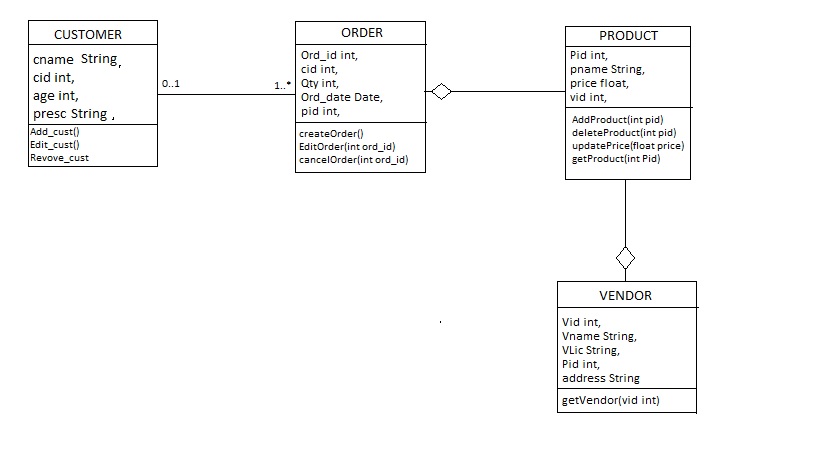 CUSTOMER
cname String,
cid int,
age int,
presc String ,
Add_cust()
Edit_cust()
Revove_cust
0..1
1..*
ORDER
Ord_id int,
cid int,
Qty int,
Ord_date Date,
pid int,
createOrder()
EditOrder(int ord_id)
cancelOrder(int ord_id)
PRODUCT
Pid int,
pname String,
price float,
vid int,
AddProduct(int pid)
deleteProduct(int pid)
updatePrice(float price)
getProduct(int Pid)
VENDOR
Vid int,
Vname String,
VLic String,
Pid int,
address String
getVendor(vid int)